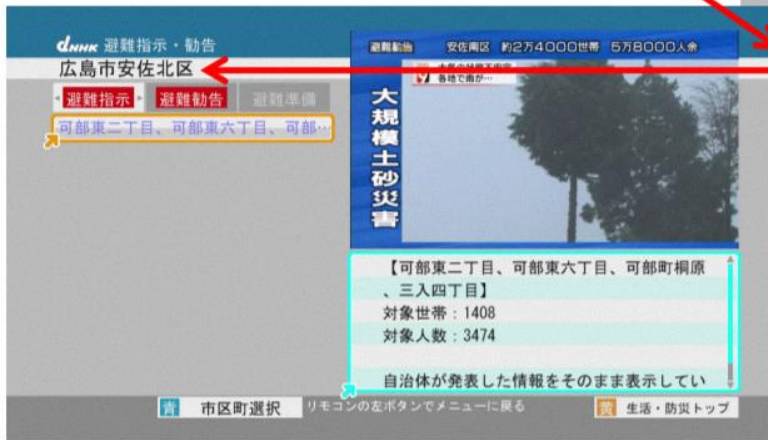 dNHK 避難指示・勧告
広島市安佐北区
避難指示 避難勧告 避難準備
可部東二丁目、可部東六丁目、可部…
避難勧告 安佐南区 約2万4000世帯 5万8000人余
各地で雨が…
大規模土砂災害
【可部東二丁目、可部東六丁目、可部町桐原
、三入四丁目】
対象世帯：1408
対象人数：3474
自治体が発表した情報をそのまま表示してい
青 市区町選択 リモコンの左ボタンでメニューに戻る 黄 生活・防災トップ